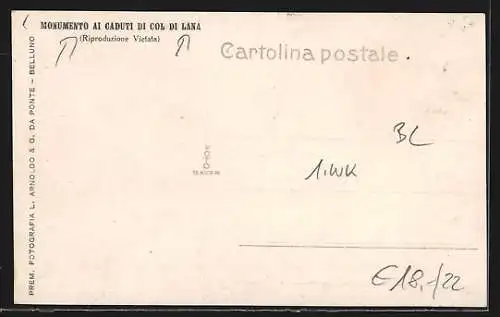 MONUMENTO AI CADUTI DI COL DI LANA
(Riproduzione Vietata)
Cartolina postale.
PREM. FOTOGRAFIA L. ARNOLDO & G. DA PONTE - BELLUNO
BL
1.WK
€18,-/22